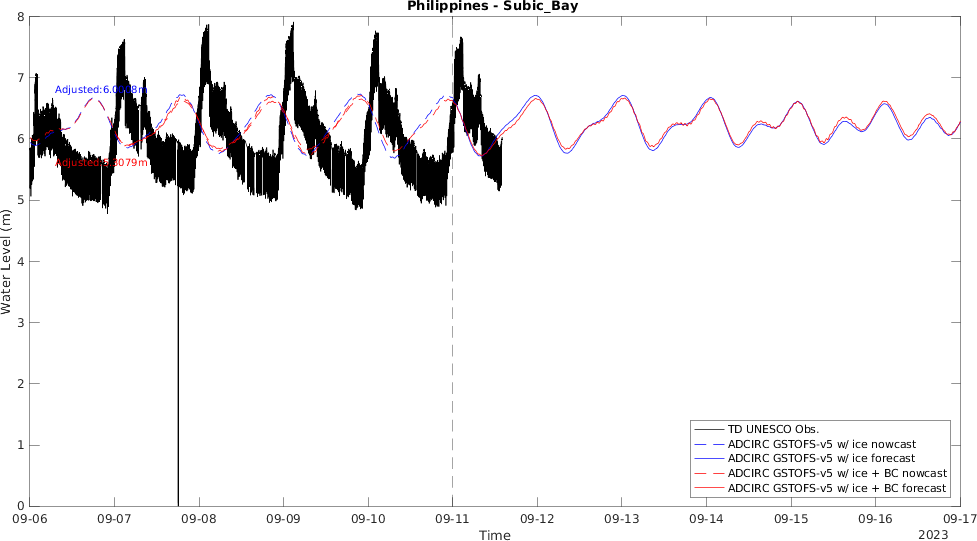 Philippines - Subic_Bay
Water Level (m)
8
7
6
5
4
3
2
1
0
Adjusted:
TD UNESCO Obs.
ADCIRC GSTOFS-v5 w/ ice nowcast
ADCIRC GSTOFS-v5 w/ ice forecast
ADCIRC GSTOFS-v5 w/ ice + BC nowcast
ADCIRC GSTOFS-v5 w/ ice + BC forecast
09-06 09-07 09-08 09-09 09-10 09-11 09-12 09-13 09-14 09-15 09-16 09-17
Time
2023